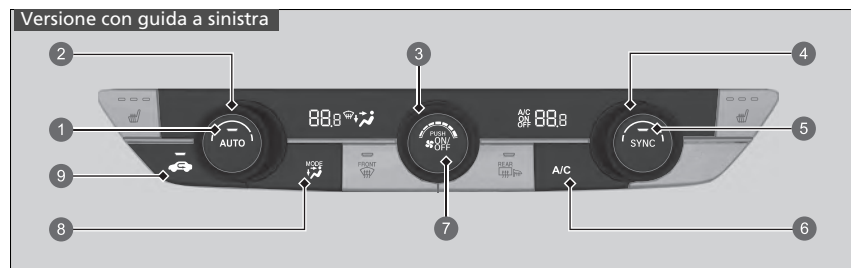 Versione con guida a sinistra
2
3
4
1
5
9
8
7
6
88.8
A/C
ON
OFF
88.8
AUTO
PUSH
ON/
OFF
SYNC
MODE
FRONT
REAR
A/C